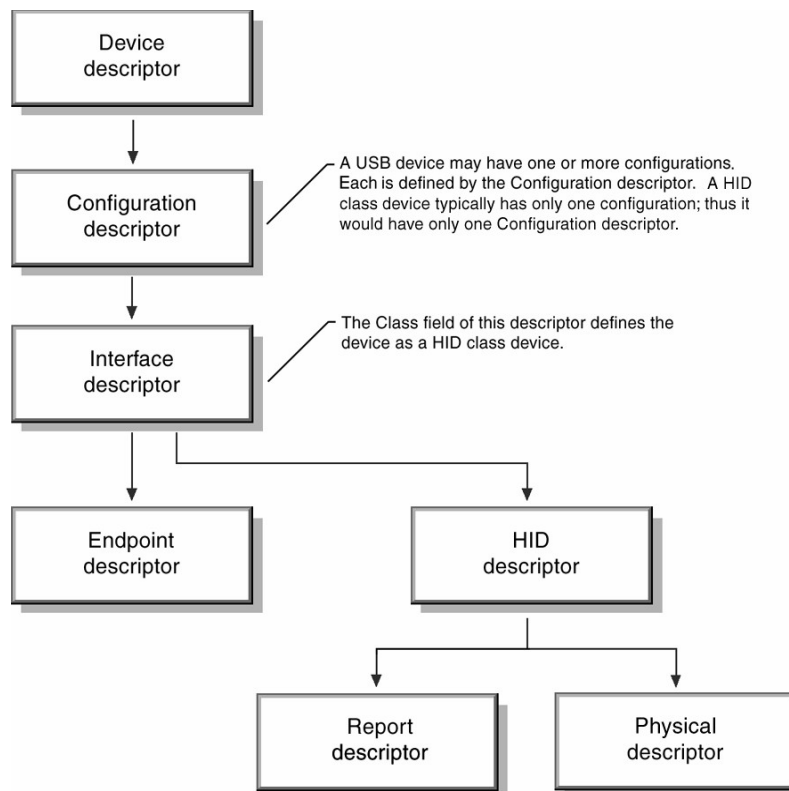 Device
descriptor
Configuration
descriptor
A USB device may have one or more configurations.
Each is defined by the Configuration descriptor. A HID
class device typically has only one configuration; thus it
would have only one Configuration descriptor.
Interface
descriptor
The Class field of this descriptor defines the
device as a HID class device.
Endpoint
descriptor
HID
descriptor
Report
descriptor
Physical
descriptor